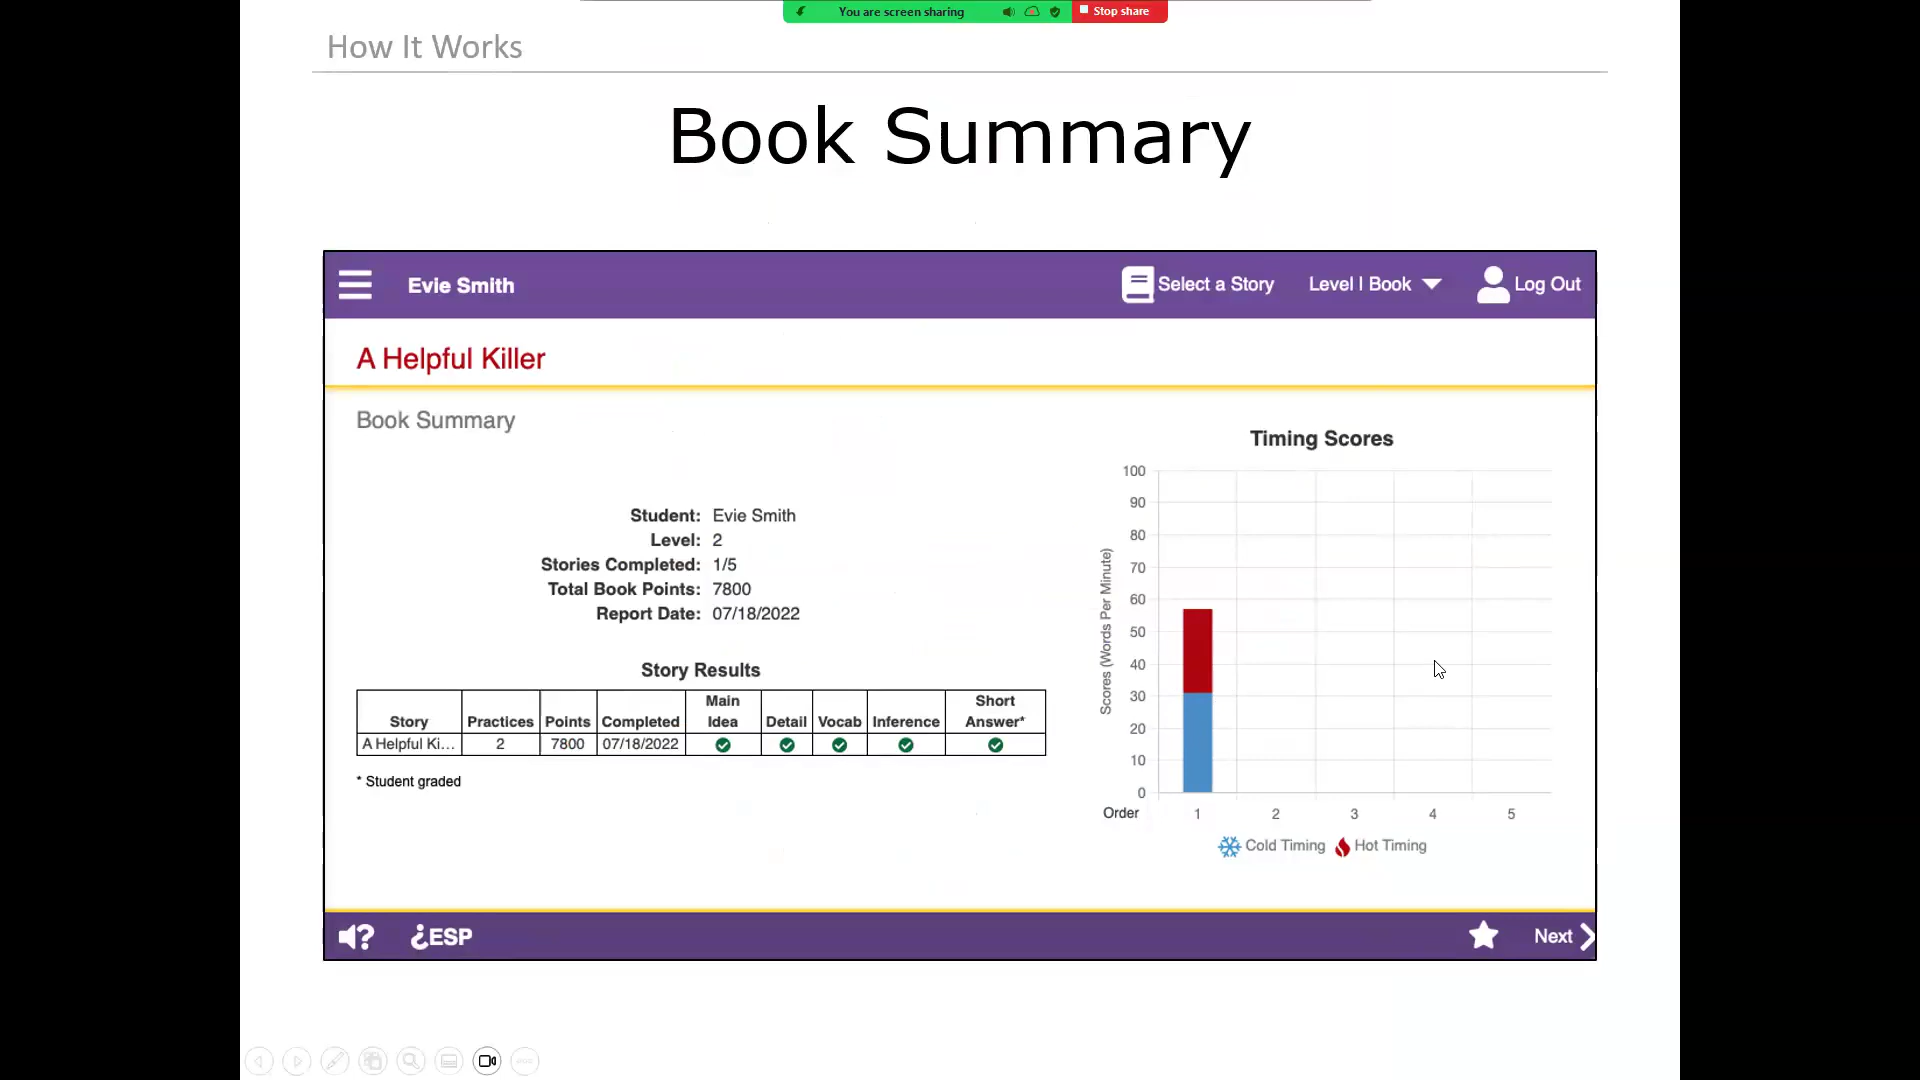 You are screen sharing
Stop share
How It Works
Book Summary
Evie Smith
Select a Story
Level | Book
Log Out
A Helpful Killer
Book Summary
Student: Evie Smith
Level: 2
Stories Completed: 1/5
Total Book Points: 7800
Report Date: 07/18/2022
Story Results
Story Practices Points Completed Main Idea Detail Vocab Inference Short Answer*
A Helpful Ki... 2 7800 07/18/2022
* Student graded
Timing Scores
Scores (Words Per Minute)
100
90
80
70
60
50
40
30
20
10
0
Order 1 2 3 4 5
Cold Timing Hot Timing
?
¿ESP
Next